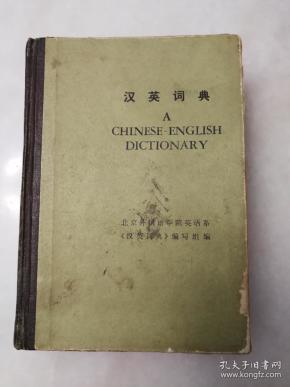 汉英词典
A
CHINESE-ENGLISH
DICTIONARY
北京外国语学院英语系
《汉英词典》编写组编
孔夫子旧书网